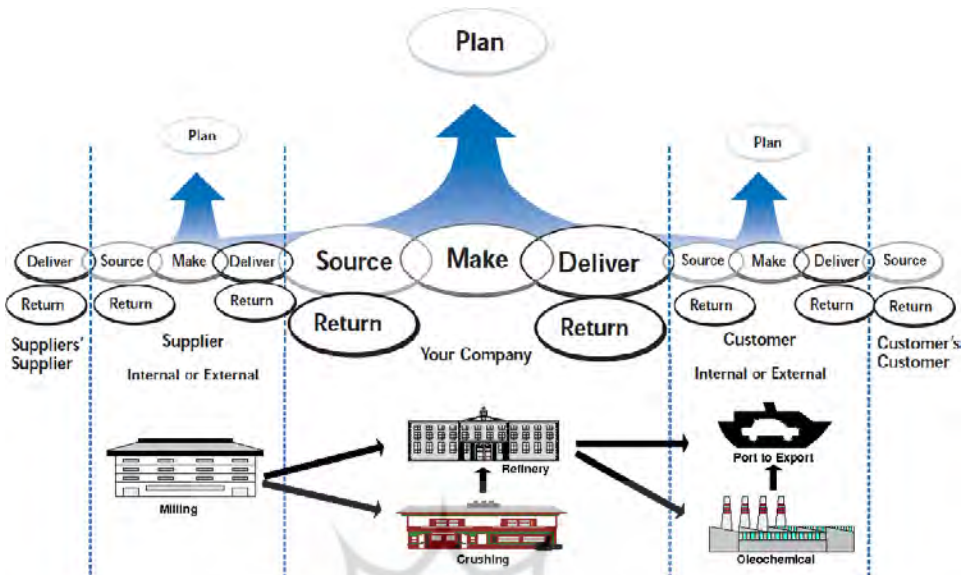 Plan
Plan
Plan
Deliver
Source
Make
Deliver
Source
Make
Deliver
Source
Make
Deliver
Source
Return
Return
Return
Return
Return
Return
Return
Return
Suppliers'
Supplier
Supplier
Internal or External
Your Company
Customer
Internal or External
Customer's
Customer
Milling
Refinery
Crushing
Port to Export
Oleochemical